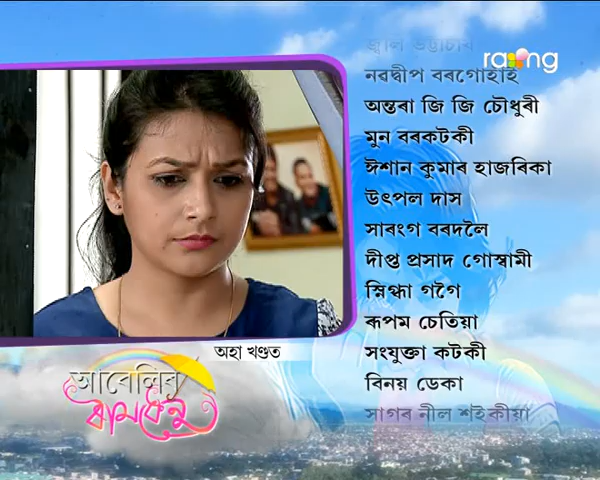 rang
জ্বাল ভট্টাচাৰ্য
নৱদ্বীপ বৰগোহাই
অন্তৰা জি জি চৌধুৰী
মুন বৰকটকী
ঈশান কুমাৰ হাজৰিকা
উৎপল দাস
সাৰংগ বৰদলৈ
দীপ্ত প্ৰসাদ গোস্বামী
স্নিগ্ধা গগৈ
ৰূপম চেতিয়া
সংযুক্তা কটকী
বিনয় ডেকা
সাগৰ নীল শইকীয়া
অহা খণ্ডত
আবেলিৰ
ৰামধেনু